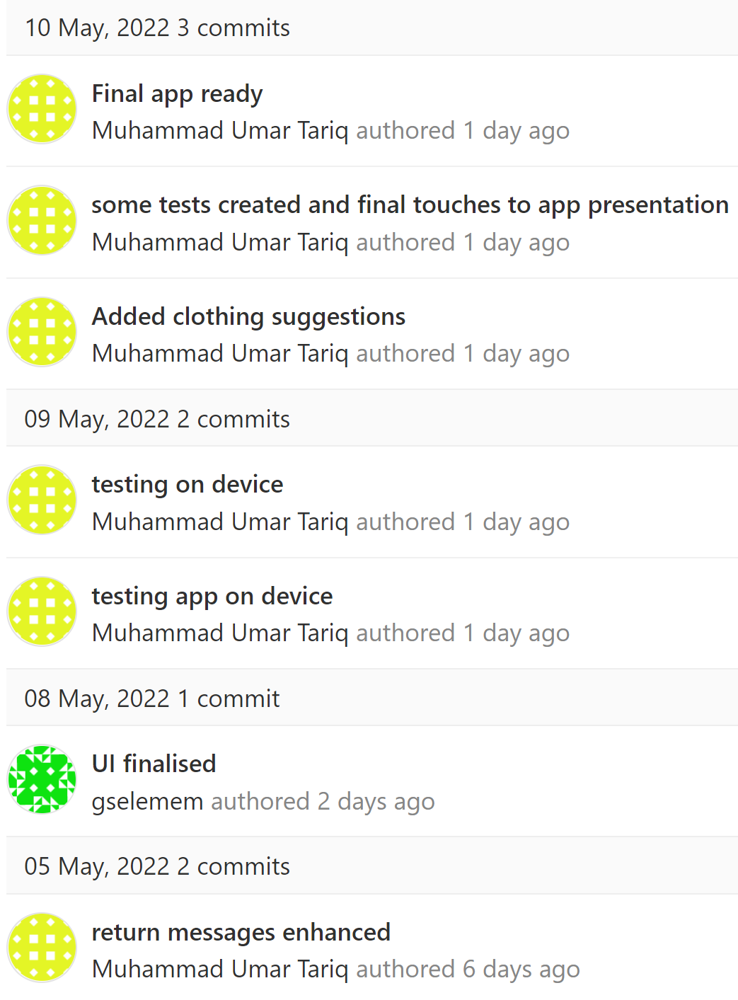 10 May, 2022 3 commits
Final app ready
Muhammad Umar Tariq authored 1 day ago
some tests created and final touches to app presentation
Muhammad Umar Tariq authored 1 day ago
Added clothing suggestions
Muhammad Umar Tariq authored 1 day ago
09 May, 2022 2 commits
testing on device
Muhammad Umar Tariq authored 1 day ago
testing app on device
Muhammad Umar Tariq authored 1 day ago
08 May, 2022 1 commit
UI finalised
gselemem authored 2 days ago
05 May, 2022 2 commits
return messages enhanced
Muhammad Umar Tariq authored 6 days ago